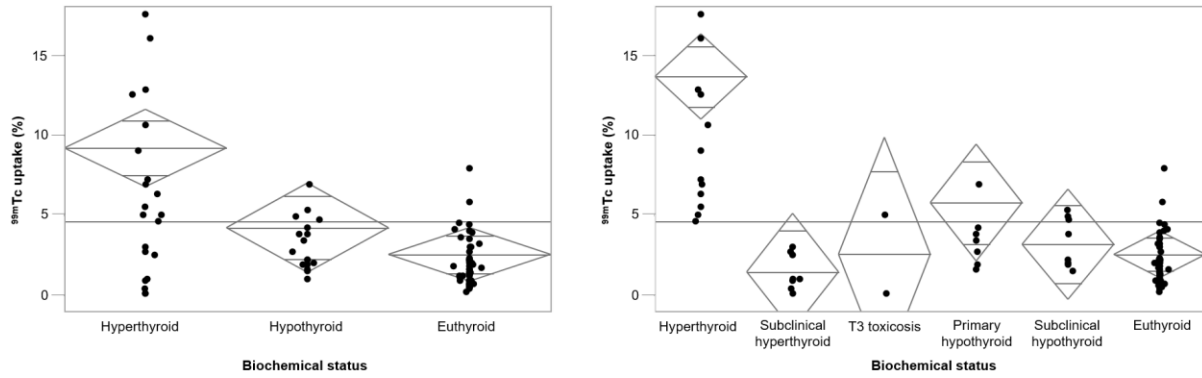 15
10
5
0
99mTc uptake (%)
Hyperthyroid Hypothyroid Euthyroid
Biochemical status
15
10
5
0
99mTc uptake (%)
Hyperthyroid Subclinical hyperthyroid T3 toxicosis Primary hypothyroid Subclinical hypothyroid Euthyroid
Biochemical status